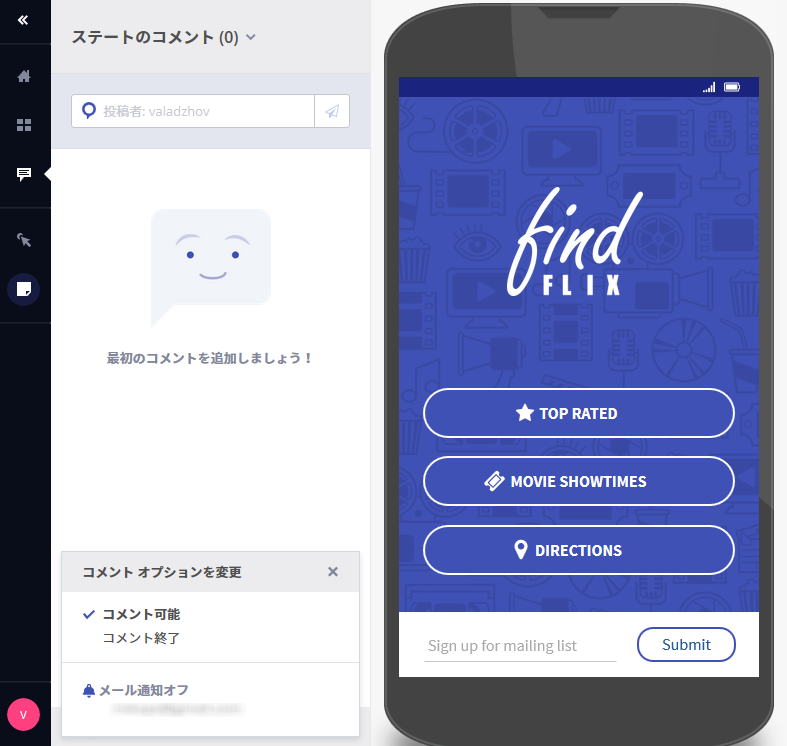 ステートのコメント (0)
投稿者: valadzhov
最初のコメントを追加しましょう！
コメント オプションを変更
コメント可能
コメント終了
メール通知オフ
V
find
FLIX
TOP RATED
MOVIE SHOWTIMES
DIRECTIONS
Sign up for mailing list
Submit